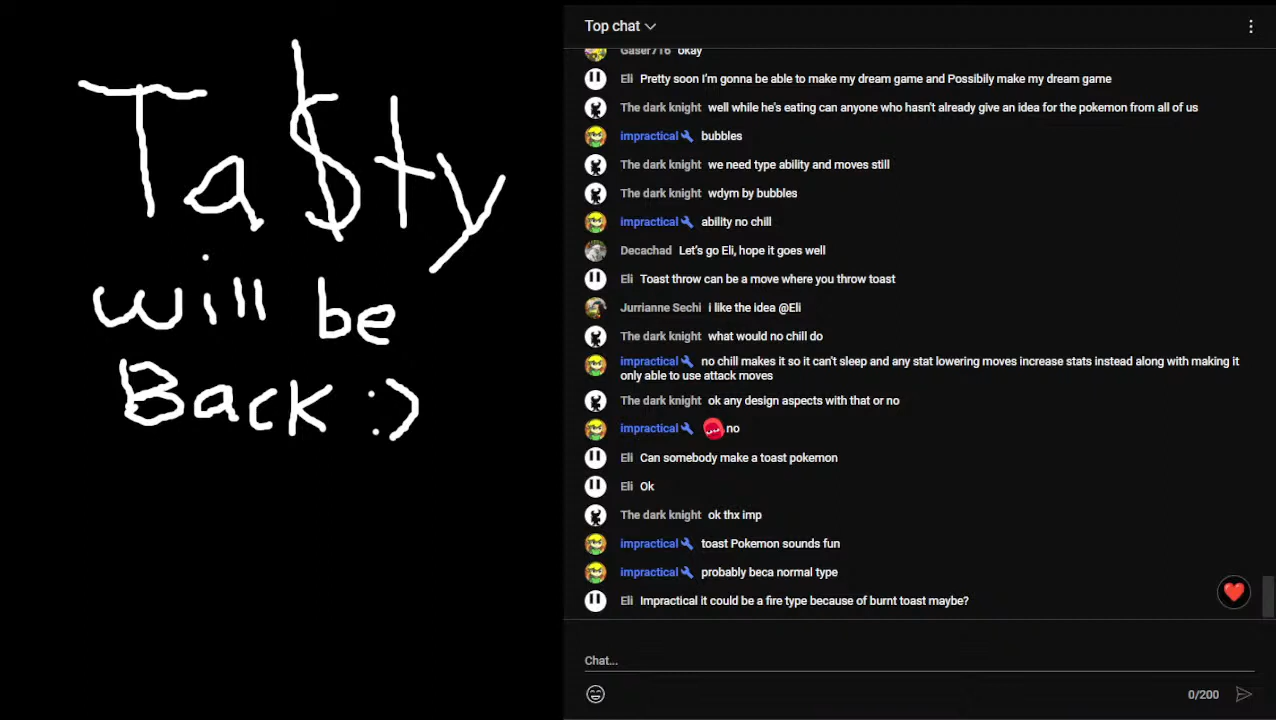 Ta$ty
will be
Back :)
Top chat
Gaser716 okay
Eli Pretty soon I'm gonna be able to make my dream game and Possibily make my dream game
The dark knight well while he's eating can anyone who hasn't already give an idea for the pokemon from all of us
impractical bubbles
The dark knight we need type ability and moves still
The dark knight wdym by bubbles
impractical ability no chill
Decachad Let's go Eli, hope it goes well
Eli Toast throw can be a move where you throw toast
Jurrianne Sechi i like the idea @Eli
The dark knight what would no chill do
impractical no chill makes it so it can't sleep and any stat lowering moves increase stats instead along with making it
only able to use attack moves
The dark knight ok any design aspects with that or no
impractical no
Eli Can somebody make a toast pokemon
Eli Ok
The dark knight ok thx imp
impractical toast Pokemon sounds fun
impractical probably beca normal type
Eli Impractical it could be a fire type because of burnt toast maybe?
Chat...
0/200